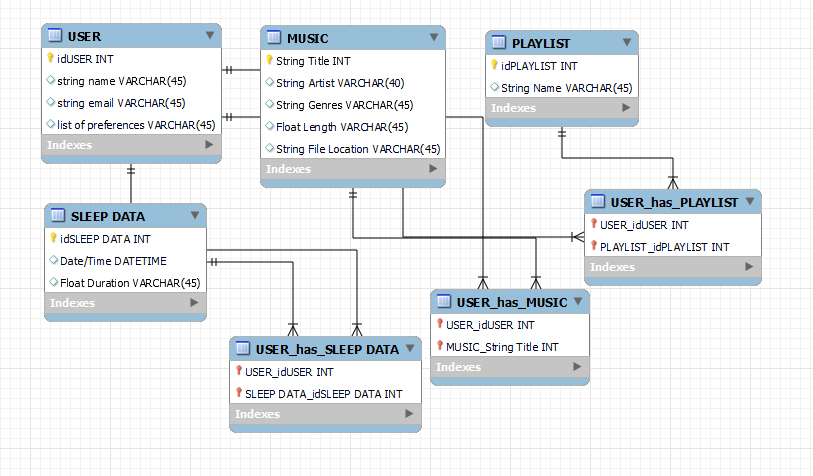 USER
idUSER INT
string name VARCHAR(45)
string email VARCHAR(45)
list of preferences VARCHAR(45)
Indexes
MUSIC
String Title INT
String Artist VARCHAR(40)
String Genres VARCHAR(45)
Float Length VARCHAR(45)
String File Location VARCHAR(45)
Indexes
PLAYLIST
idPLAYLIST INT
String Name VARCHAR(45)
Indexes
SLEEP DATA
idSLEEP DATA INT
Date/Time DATETIME
Float Duration VARCHAR(45)
Indexes
USER_has_PLAYLIST
USER_idUSER INT
PLAYLIST_idPLAYLIST INT
Indexes
USER_has_MUSIC
USER_idUSER INT
MUSIC_String Title INT
Indexes
USER_has_SLEEP DATA
USER_idUSER INT
SLEEP DATA_idSLEEP DATA INT
Indexes